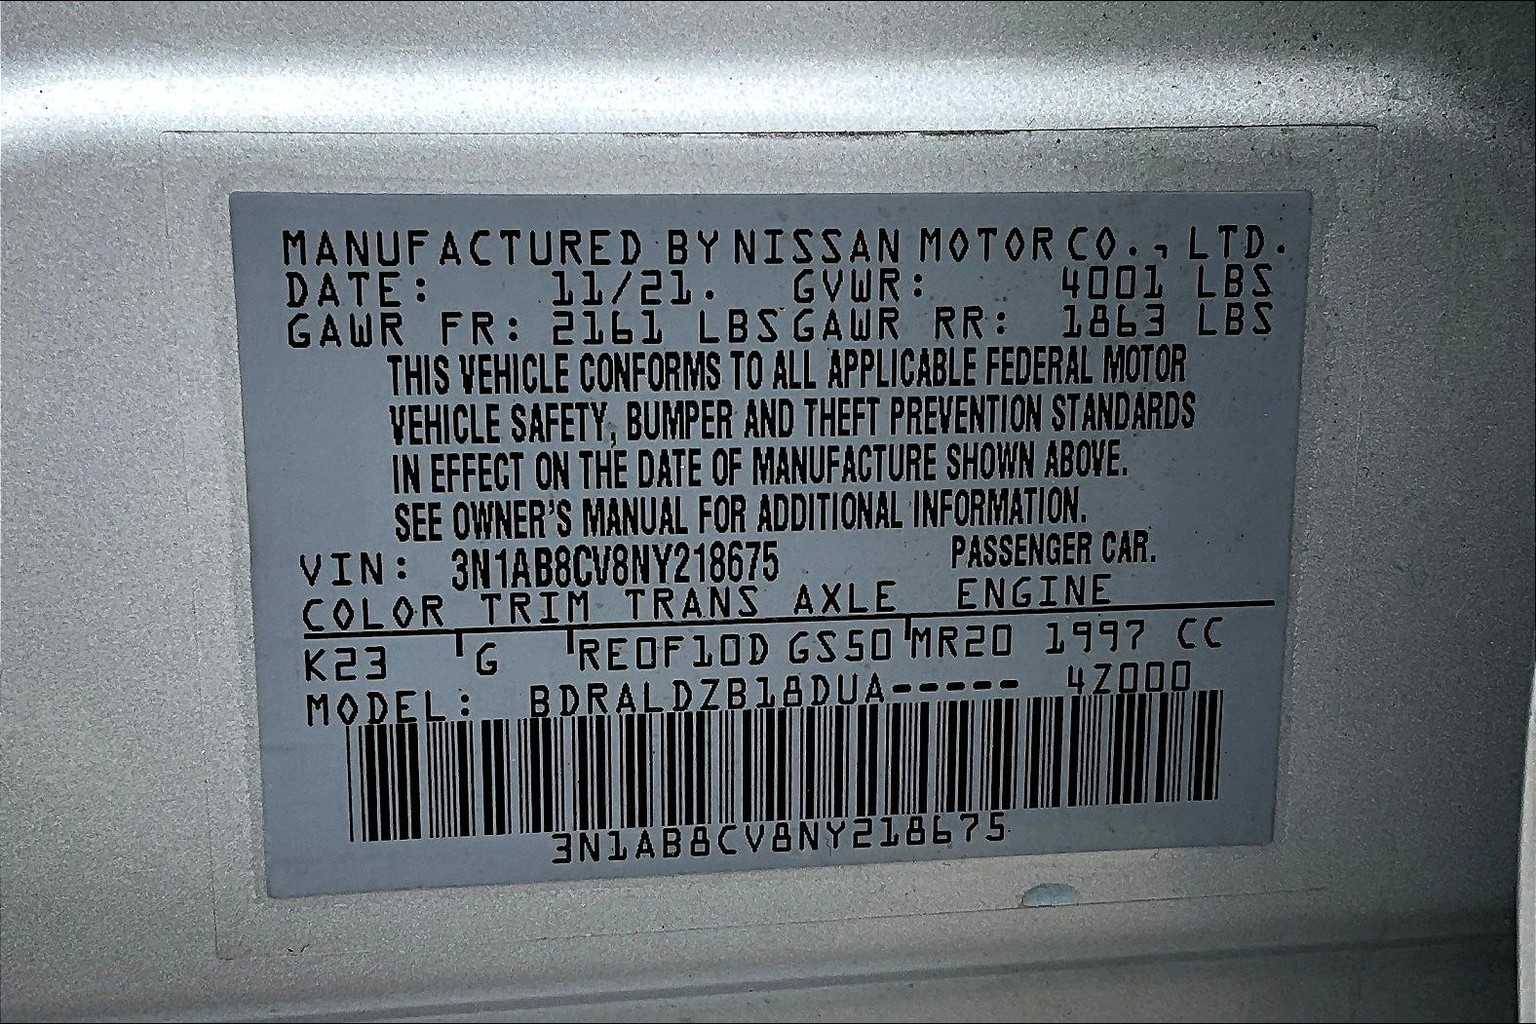 MANUFACTURED BY NISSAN MOTOR CO., LTD.
DATE: 11/21. GVWR: 4001 LBS
GAWR FR: 2161 LBS GAWR RR: 1863 LBS
THIS VEHICLE CONFORMS TO ALL APPLICABLE FEDERAL MOTOR
VEHICLE SAFETY, BUMPER AND THEFT PREVENTION STANDARDS
IN EFFECT ON THE DATE OF MANUFACTURE SHOWN ABOVE.
SEE OWNER'S MANUAL FOR ADDITIONAL INFORMATION.
VIN: 3N1AB8CV8NY218675 PASSENGER CAR.
COLOR TRIM TRANS AXLE ENGINE
K23 G RE0F10D GS50 MR20 1997 CC
MODEL: BDRALDZB18DUA----- 4Z000
3N1AB8CV8NY218675